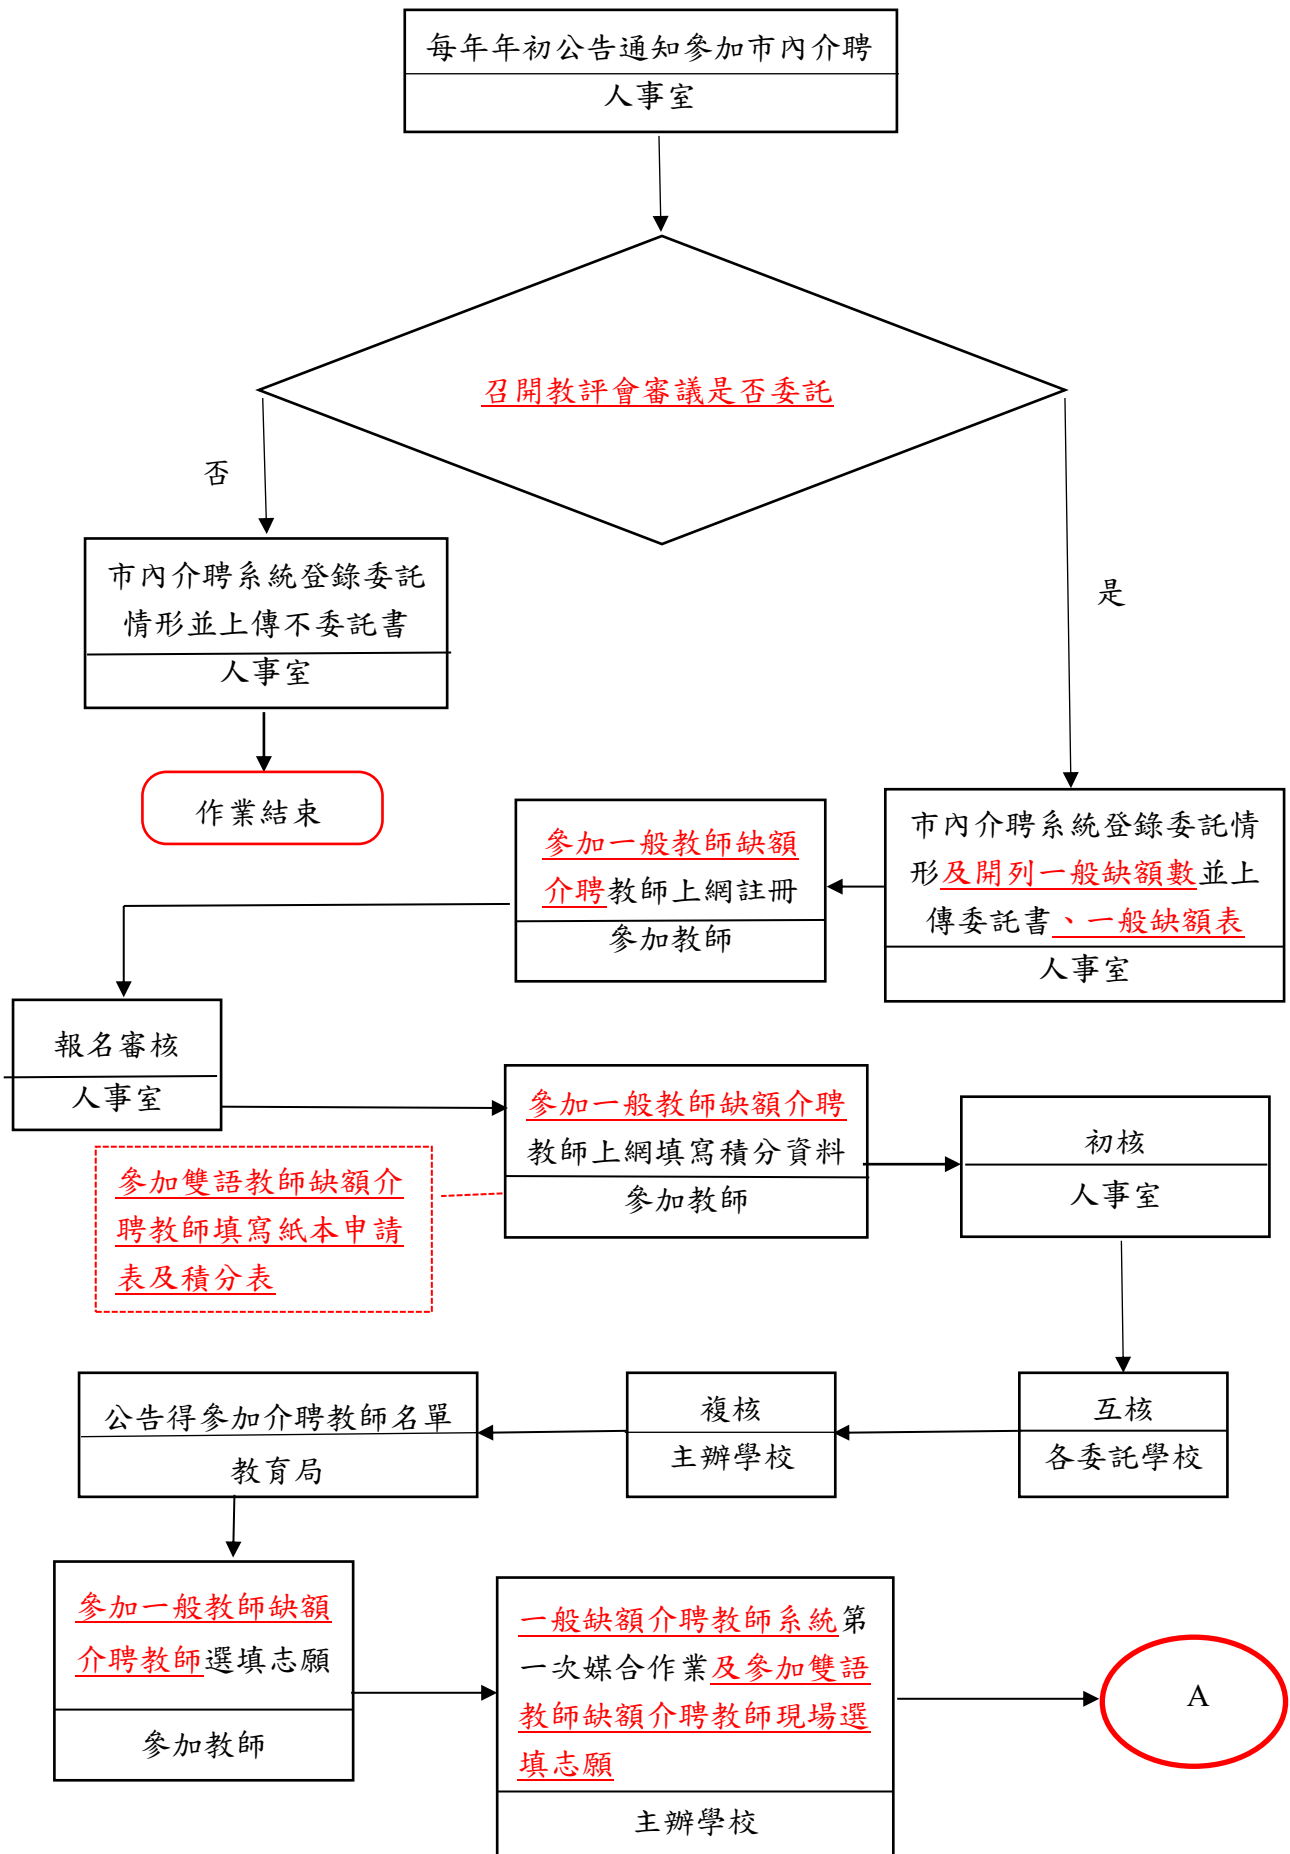 每年年初公告通知參加市內介聘
人事室
召開教評會審議是否委託
否
是
市內介聘系統登錄委託
情形並上傳不委託書
人事室
作業結束
市內介聘系統登錄委託情
形及開列一般缺額數並上
傳委託書、一般缺額表
人事室
參加一般教師缺額
介聘教師上網註冊
參加教師
報名審核
人事室
參加一般教師缺額介聘
教師上網填寫積分資料
參加教師
參加雙語教師缺額介
聘教師填寫紙本申請
表及積分表
初核
人事室
互核
各委託學校
複核
主辦學校
公告得參加介聘教師名單
教育局
參加一般教師缺額
介聘教師選填志願
參加教師
一般缺額介聘教師系統第
一次媒合作業及參加雙語
教師缺額介聘教師現場選
填志願
主辦學校
A